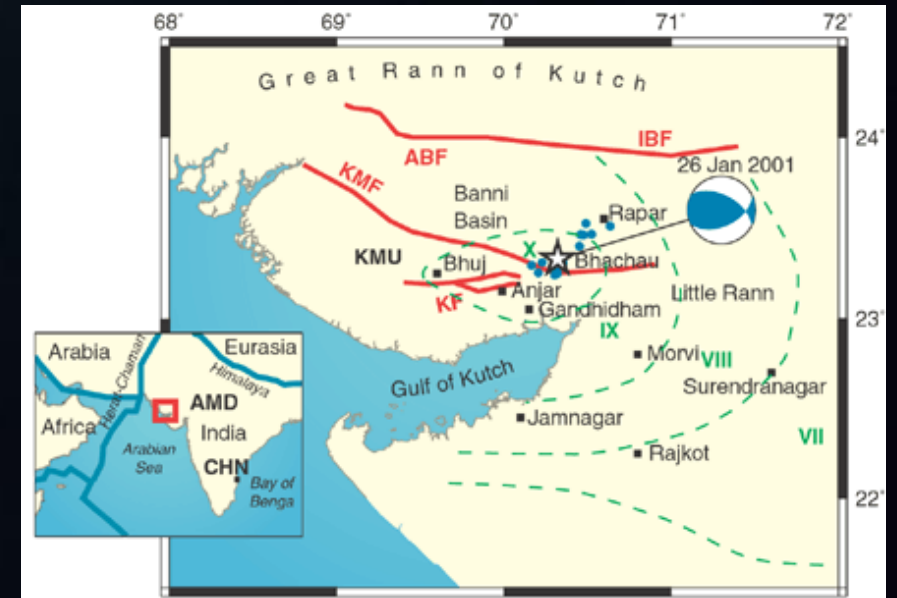 68°
69°
70°
71°
72°
Great Rann of Kutch
24°
IBF
ABF
26 Jan 2001
KMF
Banni
Basin
Rapar
KMU
X
Bhuj
Bhachau
Anjar
Little Rann
KF
Gandhidham
23°
IX
Morvi
VIII
Gulf of Kutch
Surendranagar
Jamnagar
VII
Rajkot
22°
Arabia
Eurasia
Herat-Chaman
Himalaya
AMD
Africa
India
Arabian
Sea
CHN
Bay of
Benga